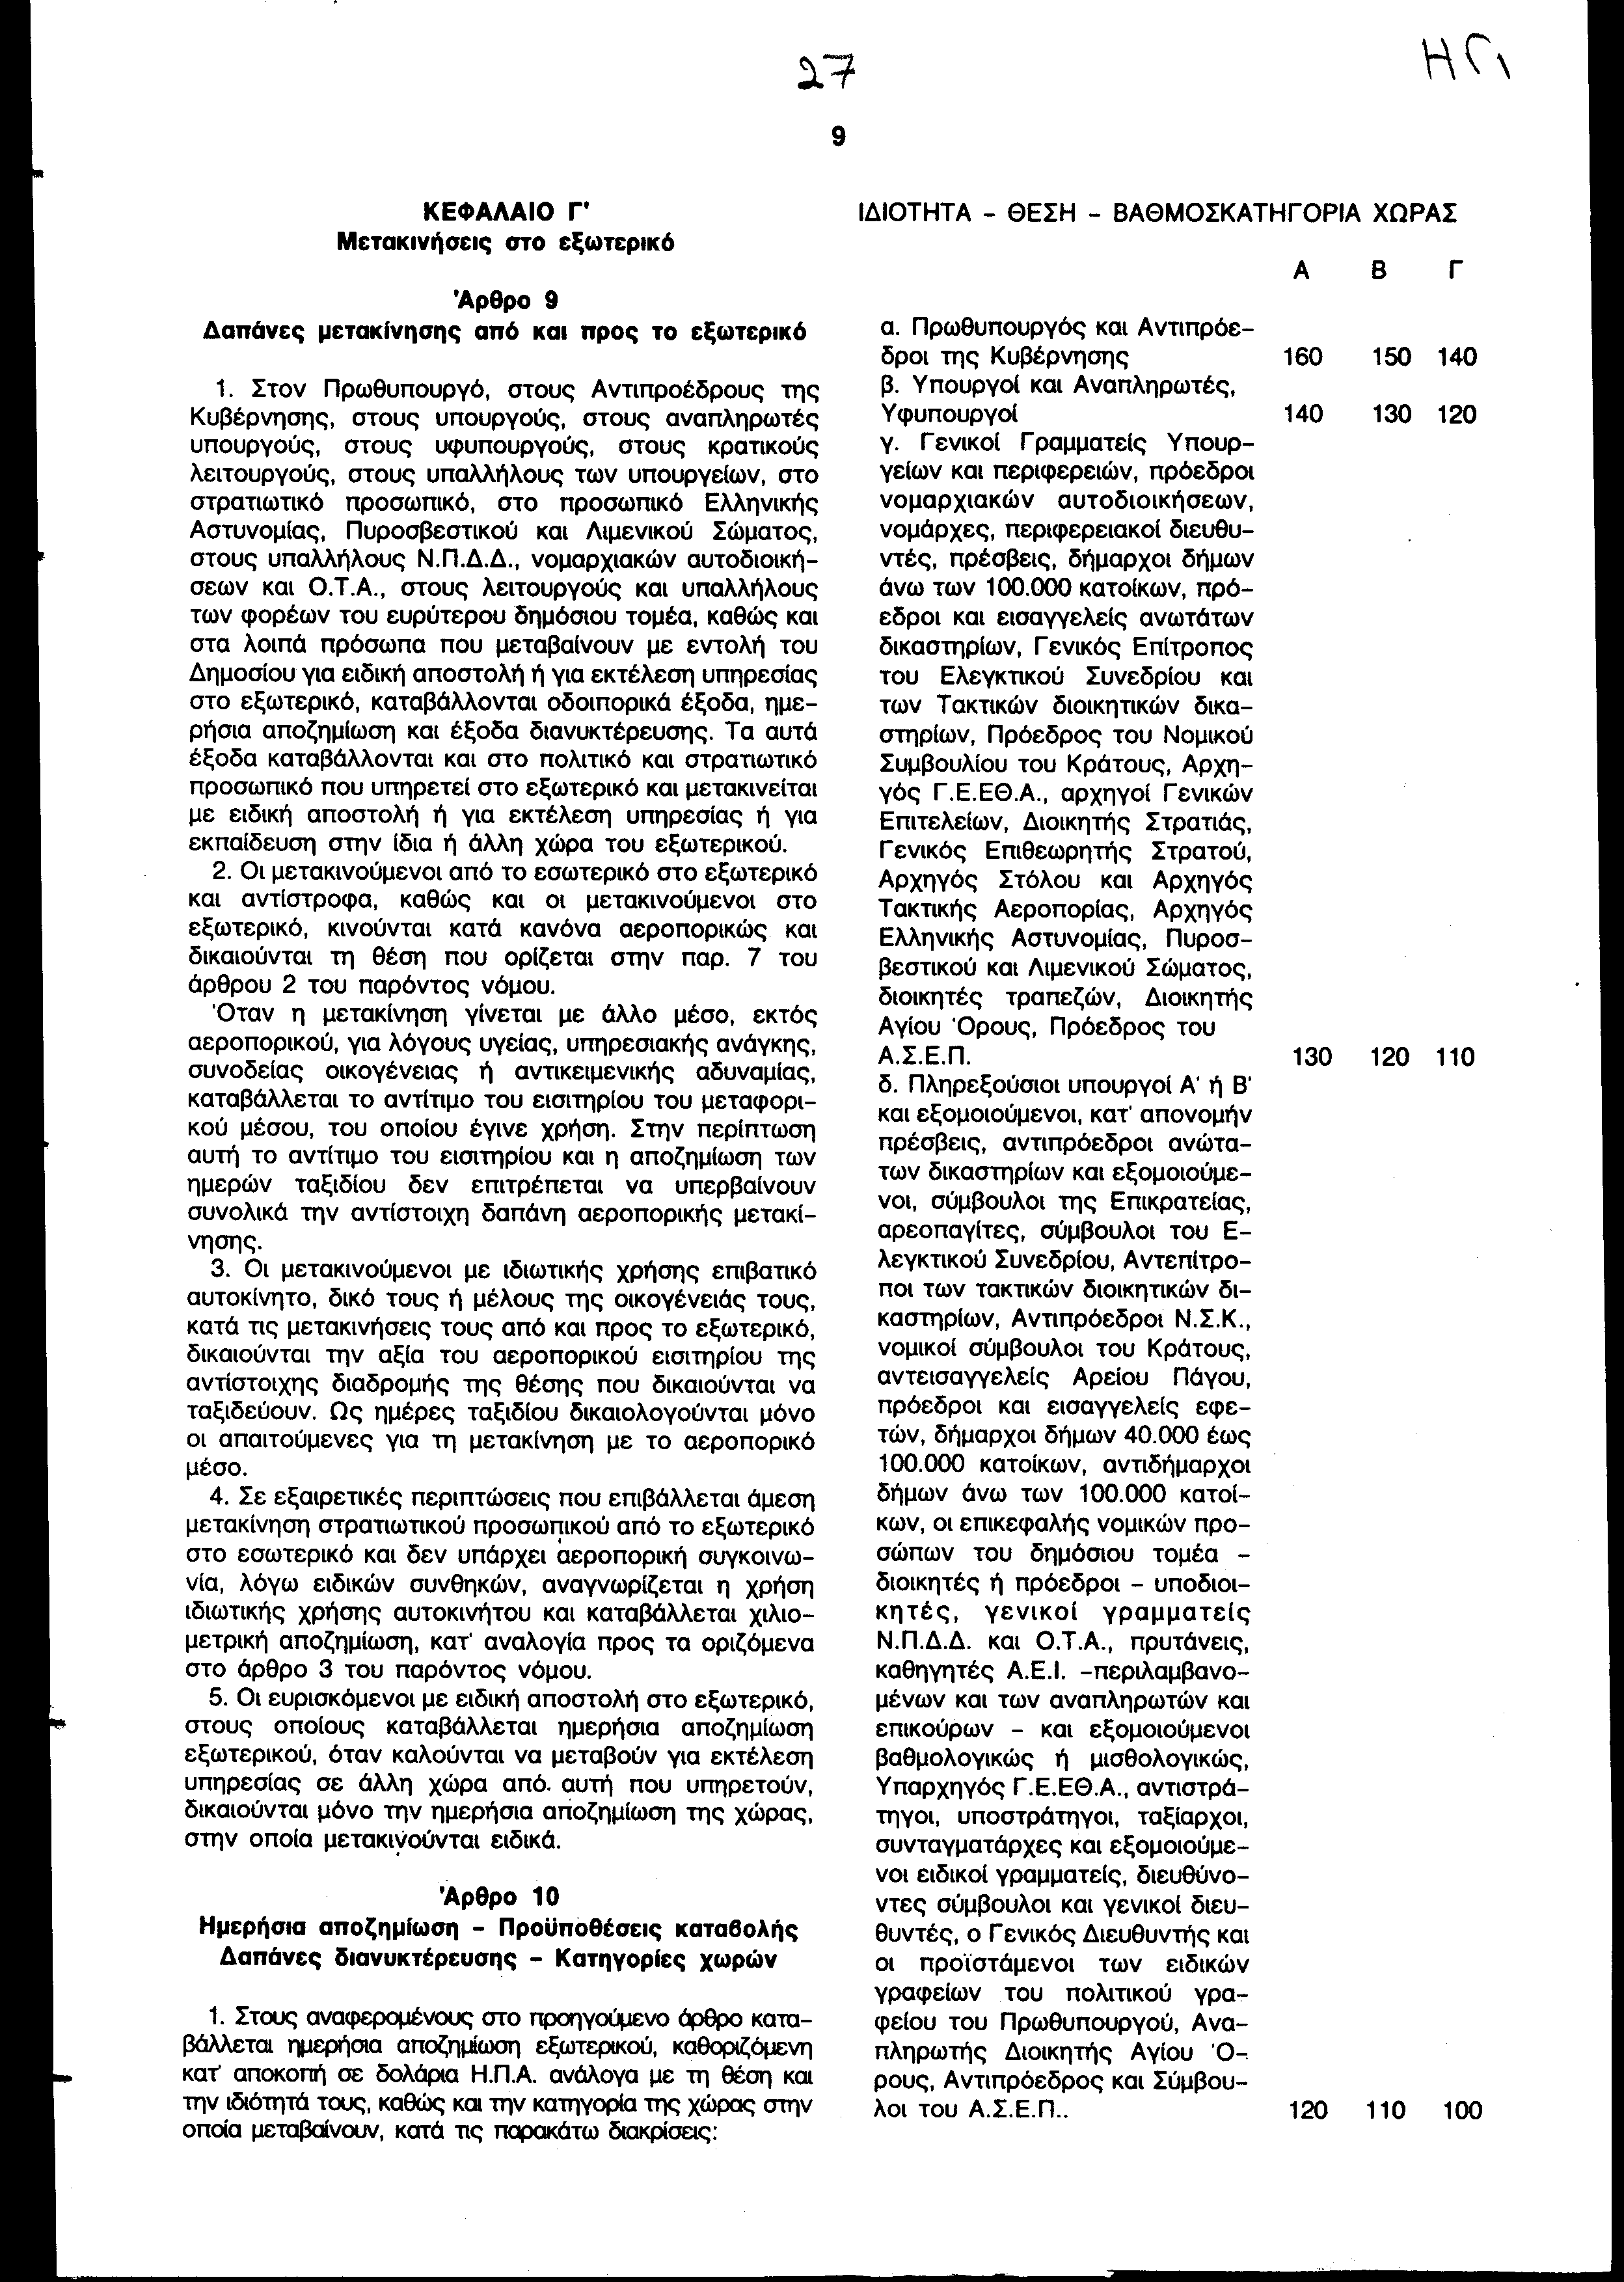 27
9
ΚΕΦΑΛΑΙΟ Γ'
Μετακινήσεις στο εξωτερικό
Άρθρο 9
Δαπάνες μετακίνησης από και προς το εξωτερικό
1. Στον Πρωθυπουργό, στους Αντιπροέδρους της
Κυβέρνησης, στους υπουργούς, στους αναπληρωτές
υπουργούς, στους υφυπουργούς, στους κρατικούς
λειτουργούς, στους υπαλλήλους των υπουργείων, στο
στρατιωτικό προσωπικό, στο προσωπικό Ελληνικής
Αστυνομίας, Πυροσβεστικού και Λιμενικού Σώματος,
στους υπαλλήλους Ν.Π.Δ.Δ., νομαρχιακών αυτοδιοική-
σεων και Ο.Τ.Α., στους λειτουργούς και υπαλλήλους
των φορέων του ευρύτερου δημόσιου τομέα, καθώς και
στα λοιπά πρόσωπα που μεταβαίνουν με εντολή του
Δημοσίου για ειδική αποστολή ή για εκτέλεση υπηρεσίας
στο εξωτερικό, καταβάλλονται οδοιπορικά έξοδα, ημε-
ρήσια αποζημίωση και έξοδα διανυκτέρευσης. Τα αυτά
έξοδα καταβάλλονται και στο πολιτικό και στρατιωτικό
προσωπικό που υπηρετεί στο εξωτερικό και μετακινείται
με ειδική αποστολή ή για εκτέλεση υπηρεσίας ή για
εκπαίδευση στην ίδια ή άλλη χώρα του εξωτερικού.
2. Οι μετακινούμενοι από το εσωτερικό στο εξωτερικό
και αντίστροφα, καθώς και οι μετακινούμενοι στο
εξωτερικό, κινούνται κατά κανόνα αεροπορικώς και
δικαιούνται τη θέση που ορίζεται στην παρ. 7 του
άρθρου 2 του παρόντος νόμου.
Όταν η μετακίνηση γίνεται με άλλο μέσο, εκτός
αεροπορικού, για λόγους υγείας, υπηρεσιακής ανάγκης,
συνοδείας οικογένειας ή αντικειμενικής αδυναμίας,
καταβάλλεται το αντίτιμο του εισιτηρίου του μεταφορι-
κού μέσου, του οποίου έγινε χρήση. Στην περίπτωση
αυτή το αντίτιμο του εισιτηρίου και η αποζημίωση των
ημερών ταξιδίου δεν επιτρέπεται να υπερβαίνουν
συνολικά την αντίστοιχη δαπάνη αεροπορικής μετακί-
νησης.
3. Οι μετακινούμενοι με ιδιωτικής χρήσης επιβατικό
αυτοκίνητο, δικό τους ή μέλους της οικογένειάς τους,
κατά τις μετακινήσεις τους από και προς το εξωτερικό,
δικαιούνται την αξία του αεροπορικού εισιτηρίου της
αντίστοιχης διαδρομής της θέσης που δικαιούνται να
ταξιδεύουν. Ως ημέρες ταξιδίου δικαιολογούνται μόνο
οι απαιτούμενες για τη μετακίνηση με το αεροπορικό
μέσο.
4. Σε εξαιρετικές περιπτώσεις που επιβάλλεται άμεση
μετακίνηση στρατιωτικού προσωπικού από το εξωτερικό
στο εσωτερικό και δεν υπάρχει αεροπορική συγκοινω-
νία, λόγω ειδικών συνθηκών, αναγνωρίζεται η χρήση
ιδιωτικής χρήσης αυτοκινήτου και καταβάλλεται χιλιο-
μετρική αποζημίωση, κατ' αναλογία προς τα οριζόμενα
στο άρθρο 3 του παρόντος νόμου.
5. Οι ευρισκόμενοι με ειδική αποστολή στο εξωτερικό,
στους οποίους καταβάλλεται ημερήσια αποζημίωση
εξωτερικού, όταν καλούνται να μεταβούν για εκτέλεση
υπηρεσίας σε άλλη χώρα από. αυτή που υπηρετούν,
δικαιούνται μόνο την ημερήσια αποζημίωση της χώρας,
στην οποία μετακινούνται ειδικά.
Άρθρο 10
Ημερήσια αποζημίωση – Προϋποθέσεις καταβολής
Δαπάνες διανυκτέρευσης – Κατηγορίες χωρών
1. Στους αναφερομένους στο προηγούμενο άρθρο κατα-
βάλλεται ημερήσια αποζημίωση εξωτερικού, καθοριζόμενη
κατ' αποκοπή σε δολάρια Η.Π.Α. ανάλογα με τη θέση και
την ιδιότητά τους, καθώς και την κατηγορία της χώρας στην
οποία μεταβαίνουν, κατά τις παρακάτω διακρίσεις:
ΙΔΙΟΤΗΤΑ – ΘΕΣΗ – ΒΑΘΜΟΣΚΑΤΗΓΟΡΙΑ ΧΩΡΑΣ
Α Β Γ
α. Πρωθυπουργός και Αντιπρόε-
δροι της Κυβέρνησης 160 150 140
β. Υπουργοί και Αναπληρωτές,
Υφυπουργοί 140 130 120
γ. Γενικοί Γραμματείς Υπουρ-
γείων και περιφερειών, πρόεδροι
νομαρχιακών αυτοδιοικήσεων,
νομάρχες, περιφερειακοί διευθυ-
ντές, πρέσβεις, δήμαρχοι δήμων
άνω των 100.000 κατοίκων, πρό-
εδροι και εισαγγελείς ανωτάτων
δικαστηρίων, Γενικός Επίτροπος
του Ελεγκτικού Συνεδρίου και
των Τακτικών διοικητικών δικα-
στηρίων, Πρόεδρος του Νομικού
Συμβουλίου του Κράτους, Αρχη-
γός Γ.Ε.ΕΘ.Α., αρχηγοί Γενικών
Επιτελείων, Διοικητής Στρατιάς,
Γενικός Επιθεωρητής Στρατού,
Αρχηγός Στόλου και Αρχηγός
Τακτικής Αεροπορίας, Αρχηγός
Ελληνικής Αστυνομίας, Πυροσ-
βεστικού και Λιμενικού Σώματος,
διοικητές τραπεζών, Διοικητής
Αγίου Όρους, Πρόεδρος του
Α.Σ.Ε.Π. 130 120 110
δ. Πληρεξούσιοι υπουργοί Α' ή Β'
και εξομοιούμενοι, κατ' απονομήν
πρέσβεις, αντιπρόεδροι ανώτα-
των δικαστηρίων και εξομοιούμε-
νοι, σύμβουλοι της Επικρατείας,
αρεοπαγίτες, σύμβουλοι του Ε-
λεγκτικού Συνεδρίου, Αντεπίτρο-
ποι των τακτικών διοικητικών δι-
καστηρίων, Αντιπρόεδροι Ν.Σ.Κ.,
νομικοί σύμβουλοι του Κράτους,
αντεισαγγελείς Αρείου Πάγου,
πρόεδροι και εισαγγελείς εφε-
τών, δήμαρχοι δήμων 40.000 έως
100.000 κατοίκων, αντιδήμαρχοι
δήμων άνω των 100.000 κατοί-
κων, οι επικεφαλής νομικών προ-
σώπων του δημόσιου τομέα –
διοικητές ή πρόεδροι – υποδιοι-
κητές, γενικοί γραμματείς
Ν.Π.Δ.Δ. και Ο.Τ.Α., πρυτάνεις,
καθηγητές Α.Ε.Ι. -περιλαμβανο-
μένων και των αναπληρωτών και
επικούρων – και εξομοιούμενοι
βαθμολογικώς ή μισθολογικώς,
Υπαρχηγός Γ.Ε.ΕΘ.Α., αντιστρά-
τηγοι, υποστράτηγοι, ταξίαρχοι,
συνταγματάρχες και εξομοιούμε-
νοι ειδικοί γραμματείς, διευθύνο-
ντες σύμβουλοι και γενικοί διευ-
θυντές, ο Γενικός Διευθυντής και
οι προϊστάμενοι των ειδικών
γραφείων του πολιτικού γρα-
φείου του Πρωθυπουργού, Ανα-
πληρωτής Διοικητής Αγίου Ό-
ρους, Αντιπρόεδρος και Σύμβου-
λοι του Α.Σ.Ε.Π.. 120 110 100